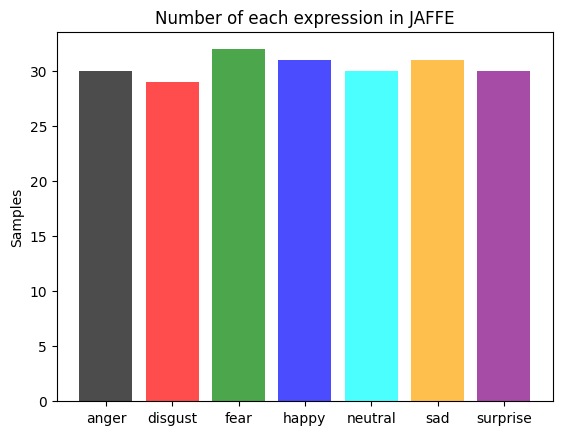 Number of each expression in JAFFE
Samples
30
25
20
15
10
5
0
anger disgust fear happy neutral sad surprise